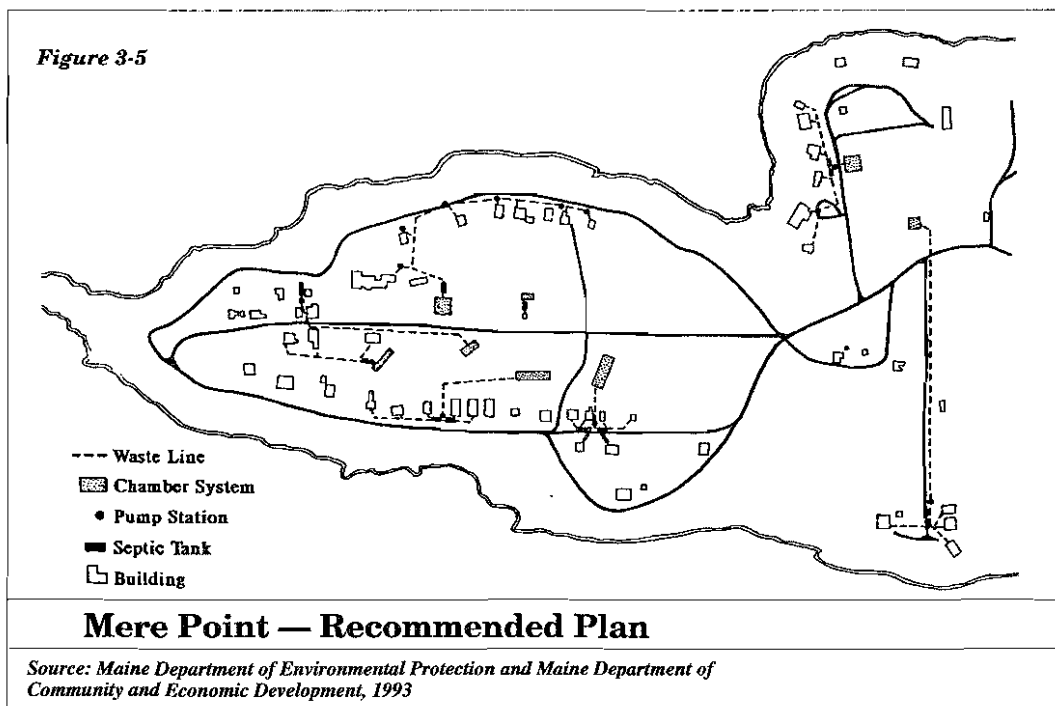 Figure 3-5
Waste Line
Chamber System
Pump Station
Septic Tank
Building
Mere Point — Recommended Plan
Source: Maine Department of Environmental Protection and Maine Department of
Community and Economic Development, 1993